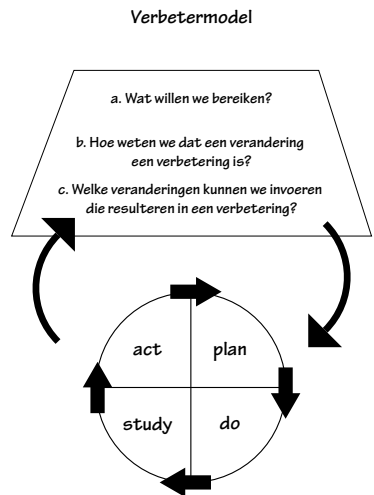 Verbetermodel
a. Wat willen we bereiken?
b. Hoe weten we dat een verandering
een verbetering is?
c. Welke veranderingen kunnen we invoeren
die resulteren in een verbetering?
act plan
study do